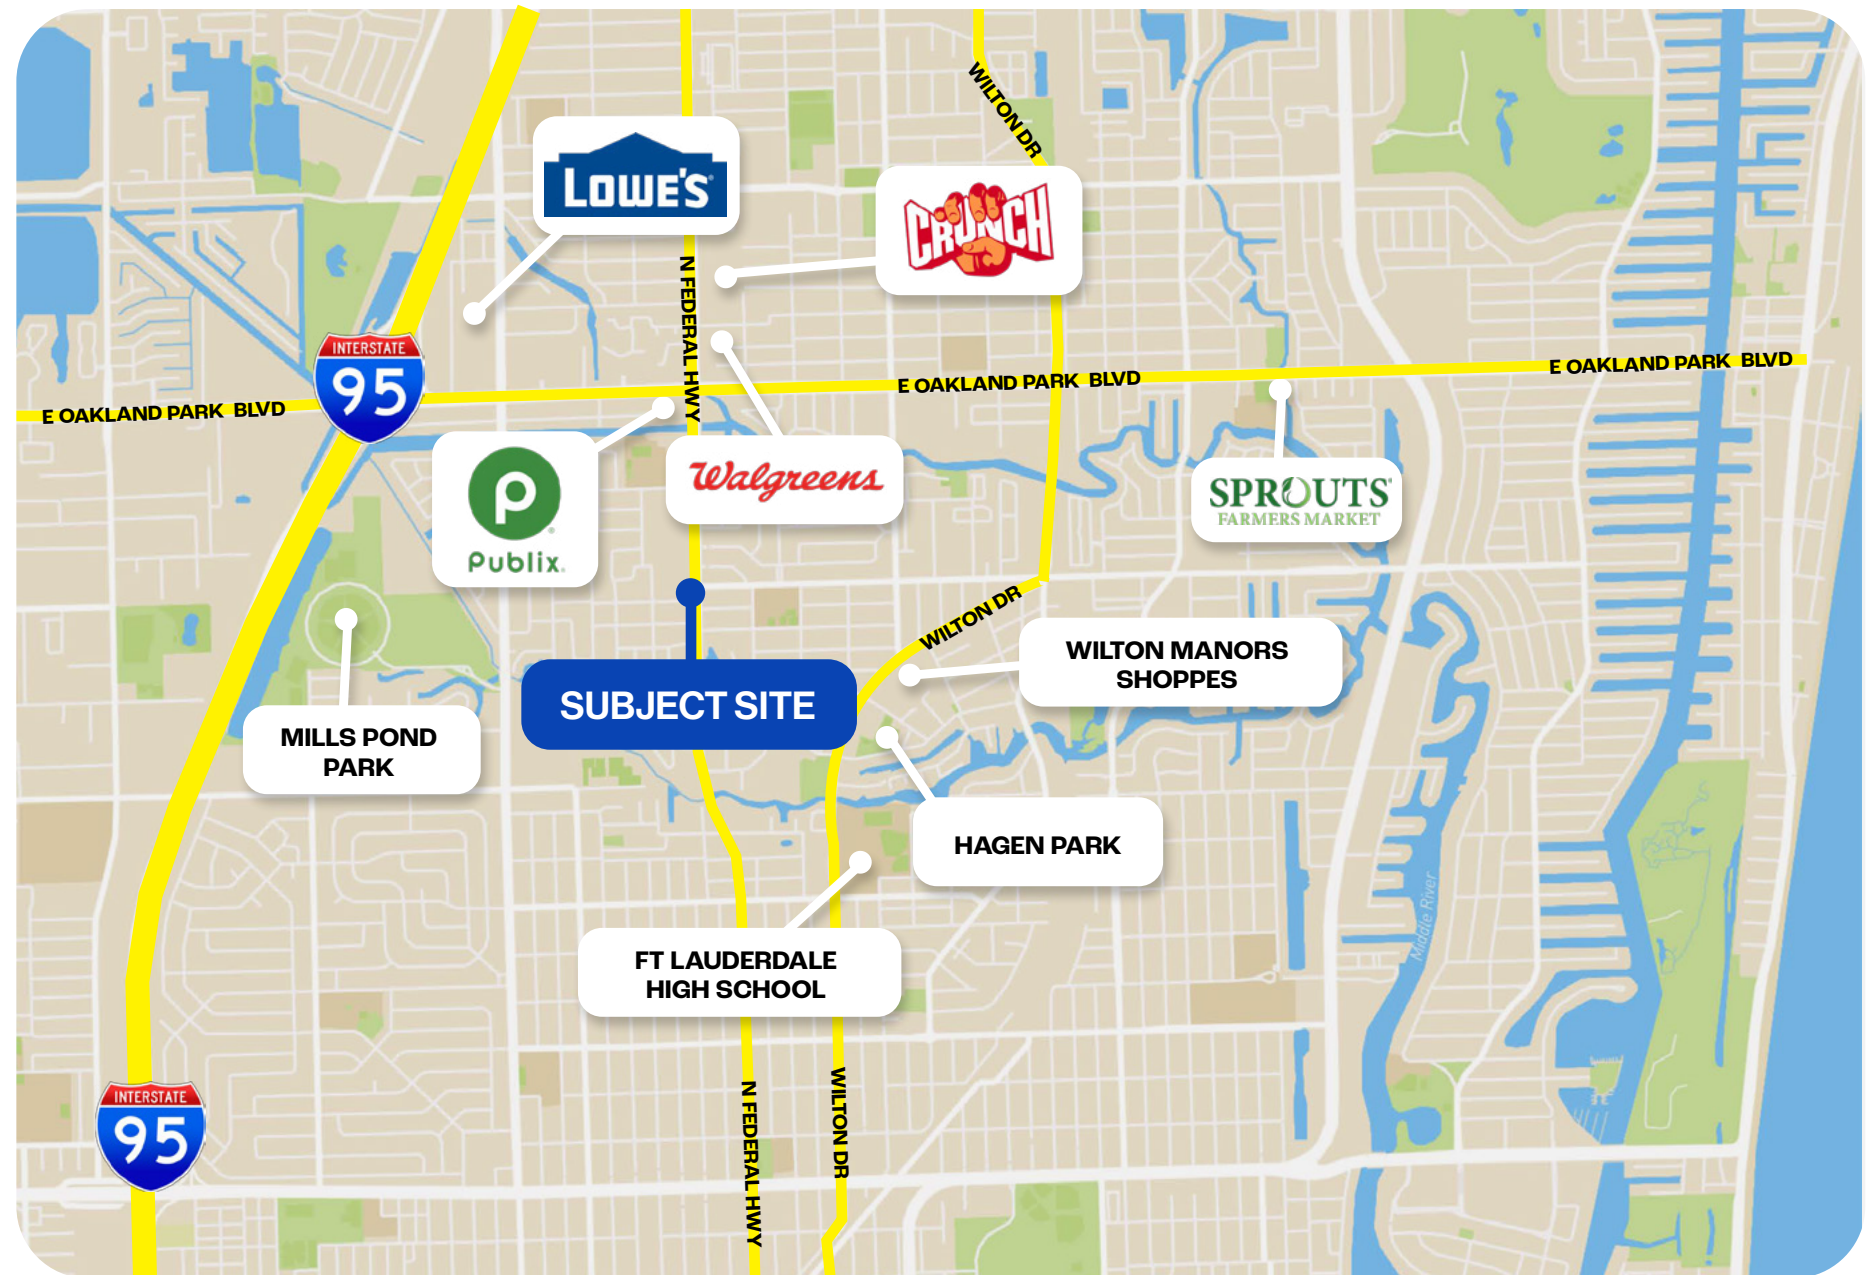 WILTON DR
LOWE'S
CRUNCH
N FEDERAL HWY
INTERSTATE
95
E OAKLAND PARK BLVD
E OAKLAND PARK BLVD
E OAKLAND PARK BLVD
Publix.
Walgreens
SPROUTS
FARMERS MARKET
WILTON DR
SUBJECT SITE
WILTON MANORS
SHOPPES
MILLS POND
PARK
HAGEN PARK
Middle River
FT LAUDERDALE
HIGH SCHOOL
INTERSTATE
95
N FEDERAL HWY
WILTON DR